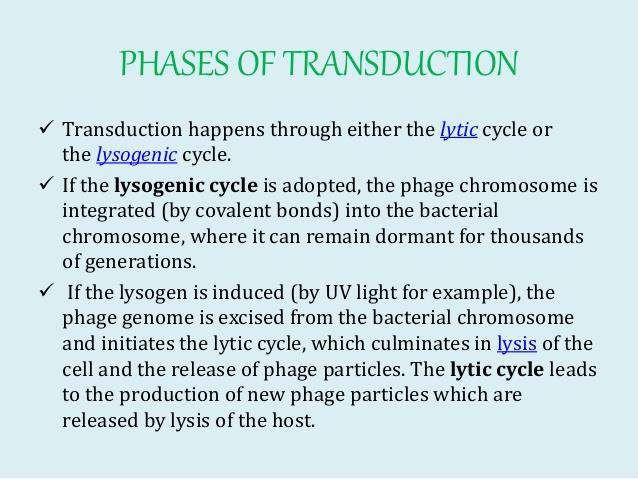 PHASES OF TRANSDUCTION
✓ Transduction happens through either the lytic cycle or
the lysogenic cycle.
✓ If the lysogenic cycle is adopted, the phage chromosome is
integrated (by covalent bonds) into the bacterial
chromosome, where it can remain dormant for thousands
of generations.
✓ If the lysogen is induced (by UV light for example), the
phage genome is excised from the bacterial chromosome
and initiates the lytic cycle, which culminates in lysis of the
cell and the release of phage particles. The lytic cycle leads
to the production of new phage particles which are
released by lysis of the host.